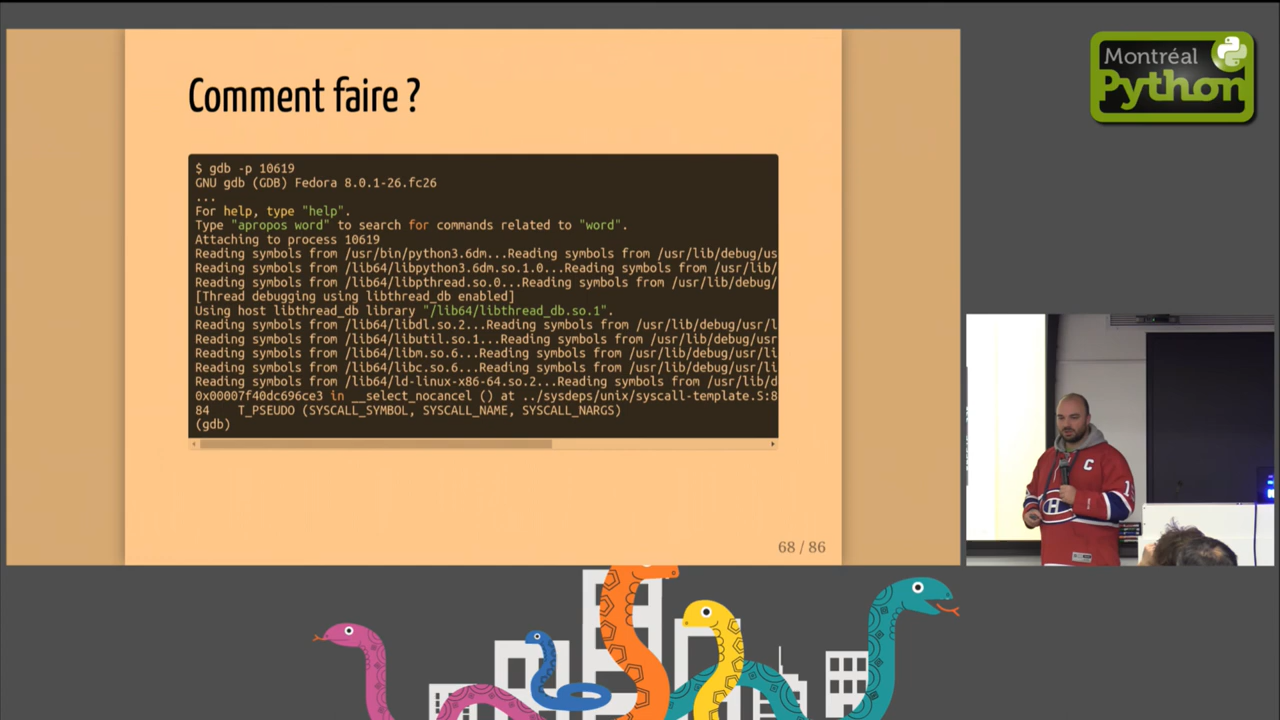 Comment faire ?
$ gdb -p 10619
GNU gdb (GDB) Fedora 8.0.1-26.fc26
...
For help, type "help".
Type "apropos word" to search for commands related to "word".
Attaching to process 10619
Reading symbols from /usr/bin/python3.6dm...Reading symbols from /usr/lib/debug/us
Reading symbols from /lib64/libpython3.6dm.so.1.0...Reading symbols from /usr/lib/
Reading symbols from /lib64/libpthread.so.0...Reading symbols from /usr/lib/debug/
[Thread debugging using libthread_db enabled]
Using host libthread_db library "/lib64/libthread_db.so.1".
Reading symbols from /lib64/libdl.so.2...Reading symbols from /usr/lib/debug/usr/l
Reading symbols from /lib64/libutil.so.1...Reading symbols from /usr/lib/debug/usr
Reading symbols from /lib64/libm.so.6...Reading symbols from /usr/lib/debug/usr/li
Reading symbols from /lib64/libc.so.6...Reading symbols from /usr/lib/debug/usr/li
Reading symbols from /lib64/ld-linux-x86-64.so.2...Reading symbols from /usr/lib/d
0x00007f40dc696ce3 in __select_nocancel () at ../sysdeps/unix/syscall-template.S:8
84 T_PSEUDO (SYSCALL_SYMBOL, SYSCALL_NAME, SYSCALL_NARGS)
(gdb)
68 / 86
Montréal
Python
C
H
1